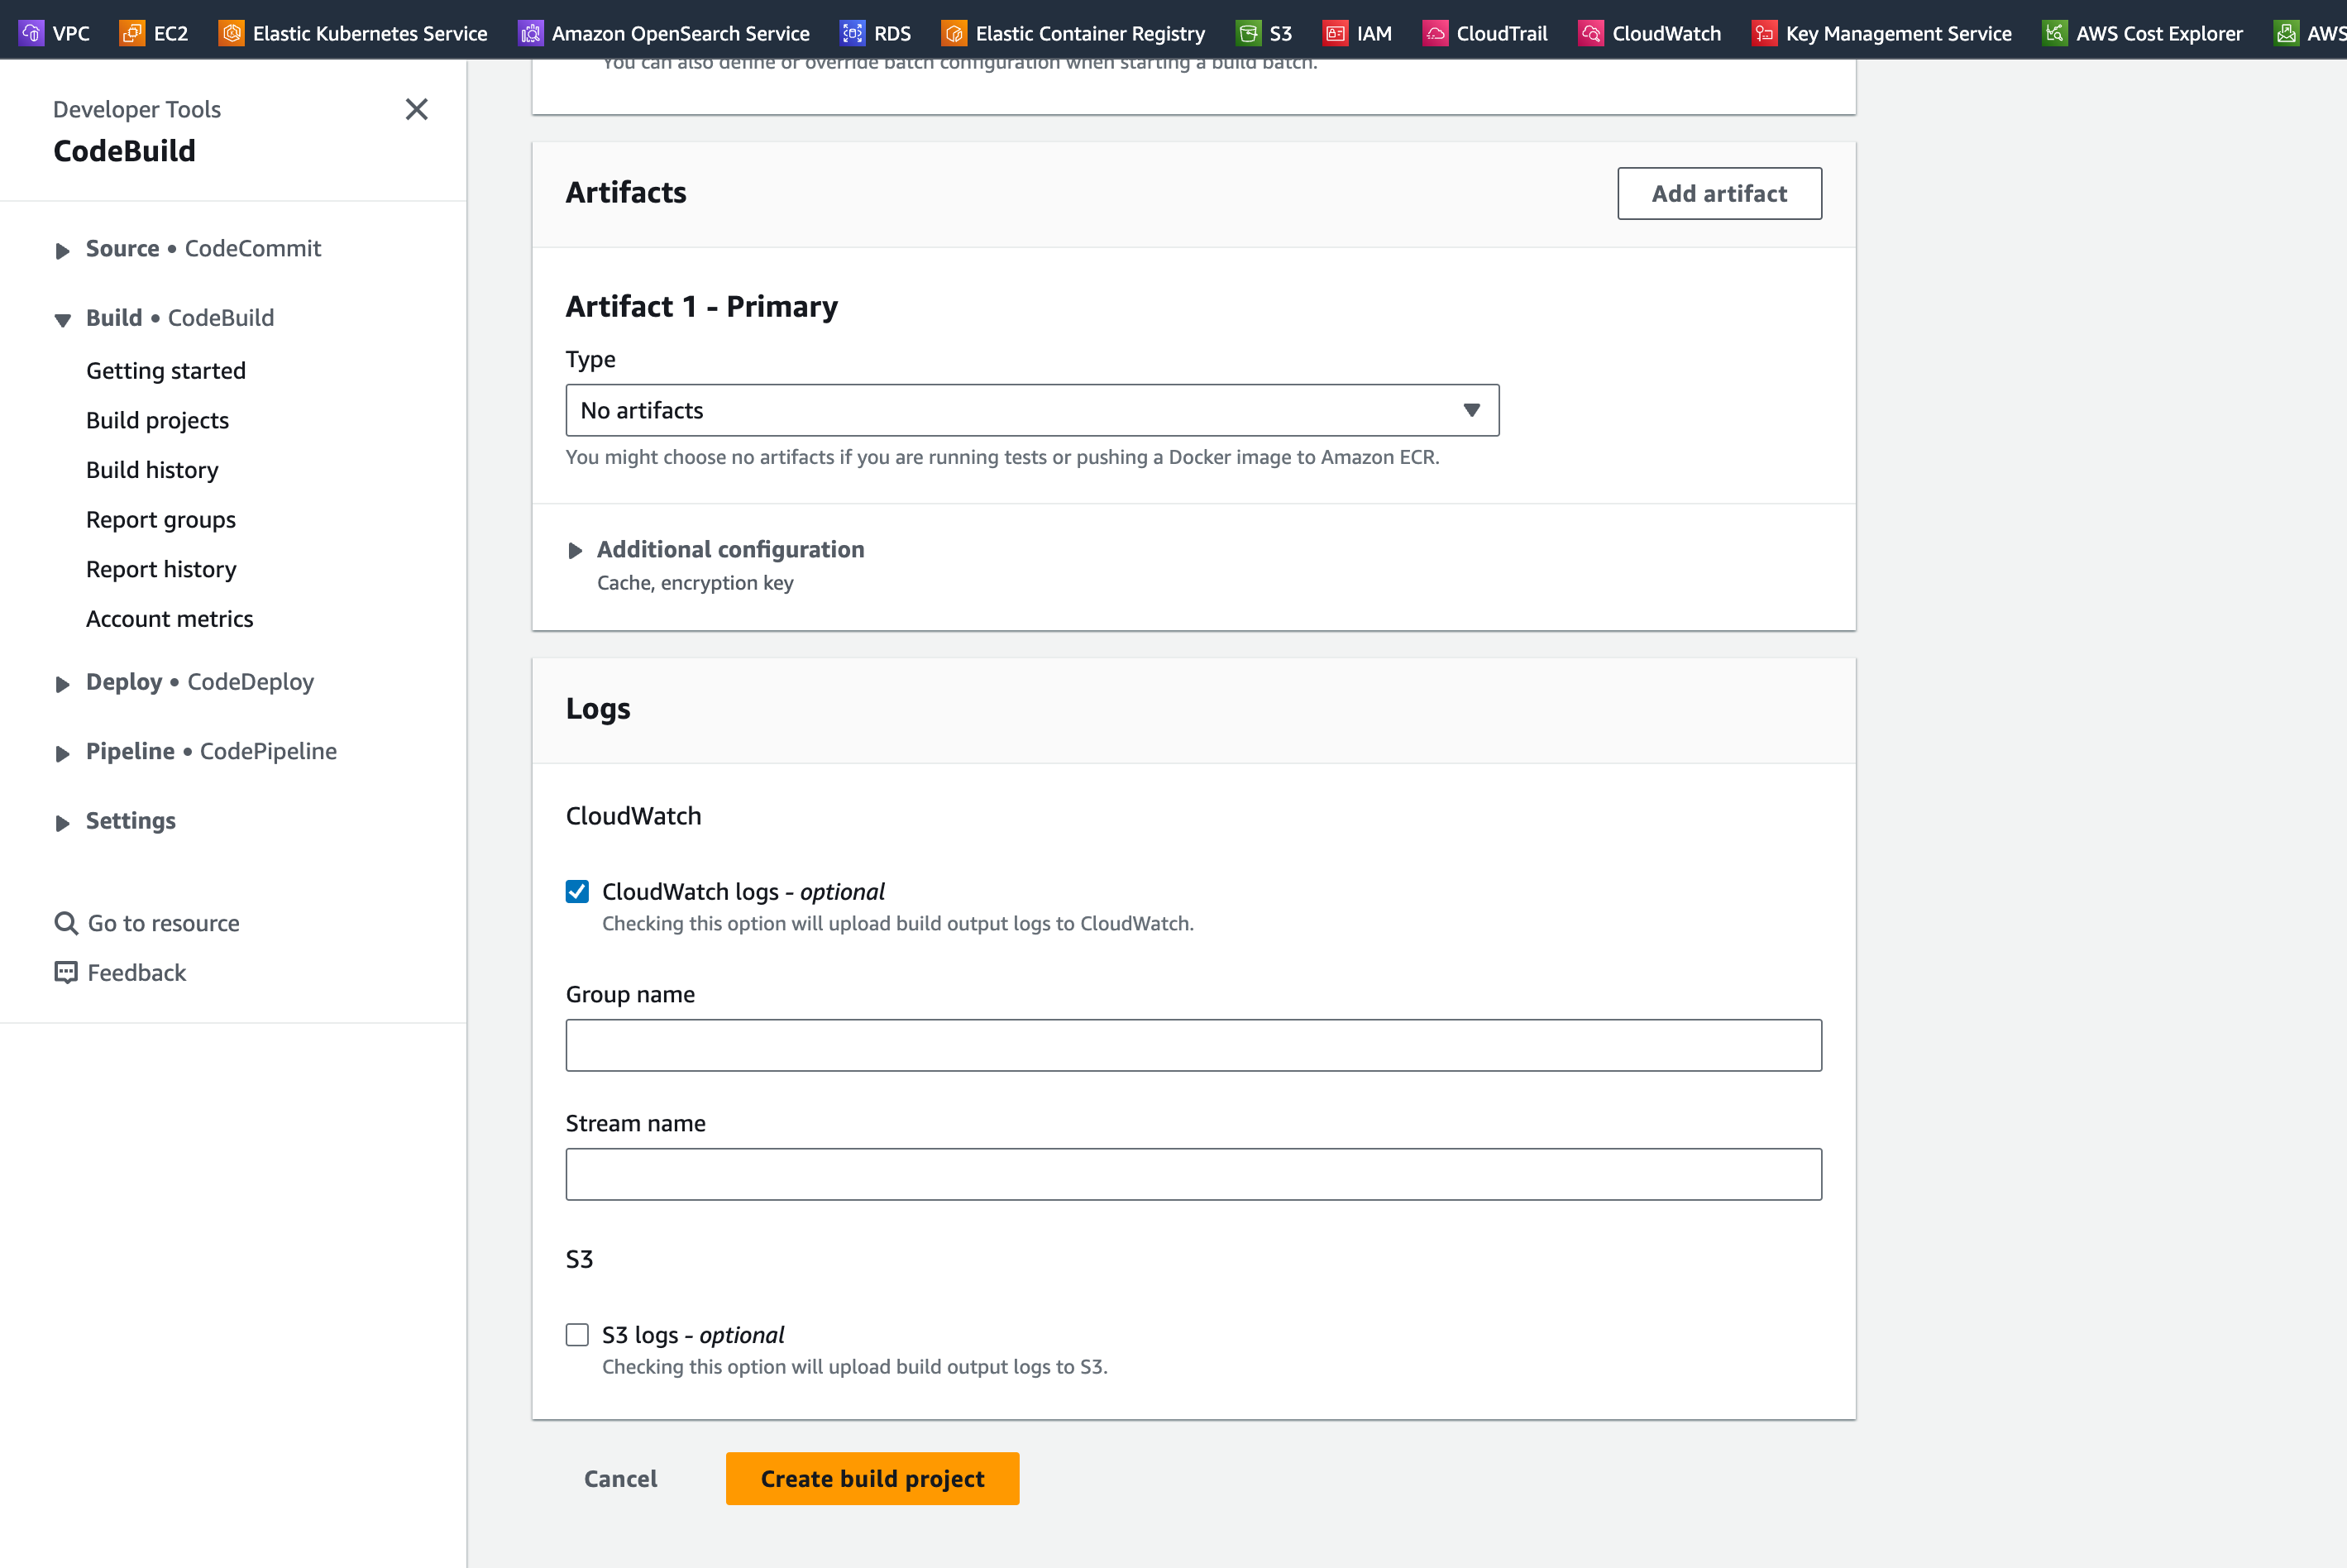 VPC EC2 Elastic Kubernetes Service Amazon OpenSearch Service RDS Elastic Container Registry S3 IAM CloudTrail CloudWatch Key Management Service AWS Cost Explorer AWS
Developer Tools
CodeBuild
Source • CodeCommit
Build • CodeBuild
Getting started
Build projects
Build history
Report groups
Report history
Account metrics
Deploy • CodeDeploy
Pipeline • CodePipeline
Settings
Go to resource
Feedback
You can also define or override batch configuration when starting a build batch.
Artifacts
Add artifact
Artifact 1 - Primary
Type
No artifacts
You might choose no artifacts if you are running tests or pushing a Docker image to Amazon ECR.
Additional configuration
Cache, encryption key
Logs
CloudWatch
CloudWatch logs - optional
Checking this option will upload build output logs to CloudWatch.
Group name
Stream name
S3
S3 logs - optional
Checking this option will upload build output logs to S3.
Cancel
Create build project